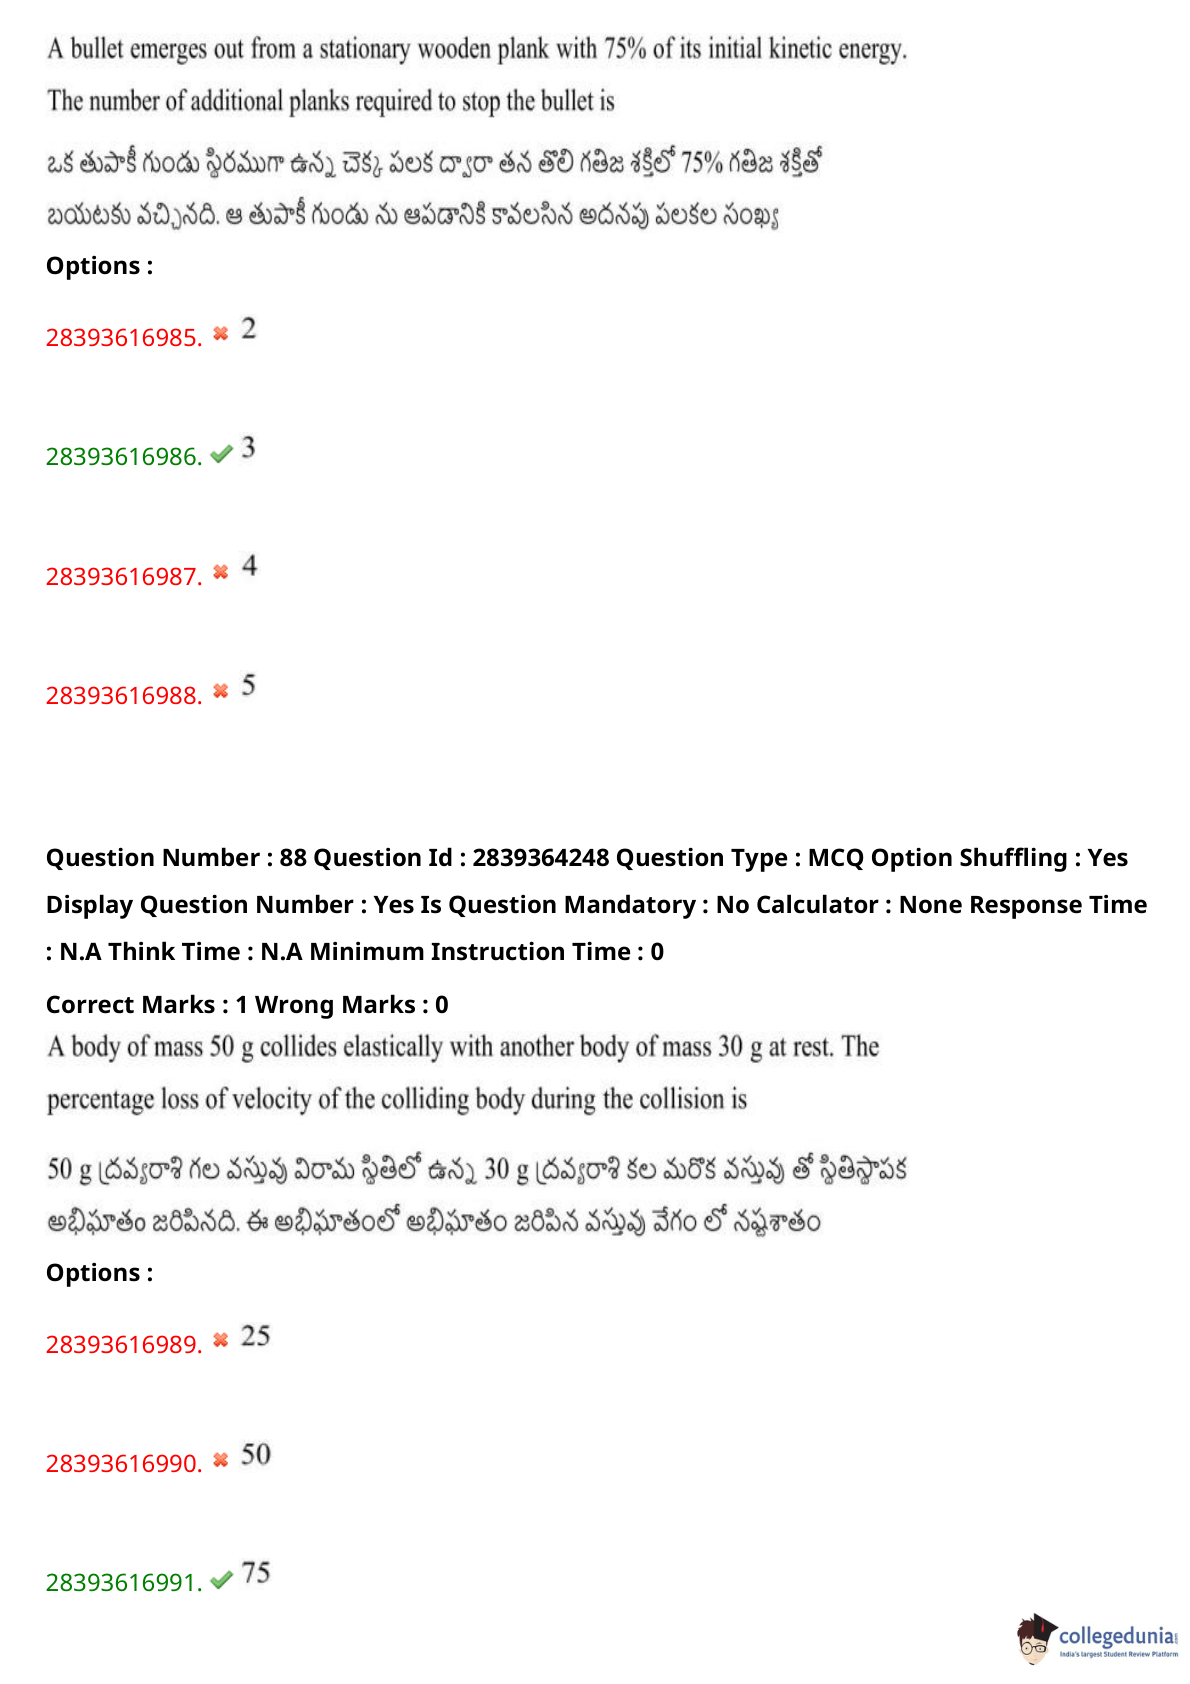 A bullet emerges out from a stationary wooden plank with 75% of its initial kinetic energy.
The number of additional planks required to stop the bullet is
ఒక తుపాకీ గుండు స్థిరముగా ఉన్న చెక్క పలక ద్వారా తన తొలి గతిజ శక్తిలో 75% గతిజ శక్తితో
బయటకు వచ్చినది. ఆ తుపాకీ గుండు ను ఆపడానికి కావలసిన అదనపు పలకల సంఖ్య
Options :
28393616985. 2
28393616986. 3
28393616987. 4
28393616988. 5
Question Number : 88 Question Id : 2839364248 Question Type : MCQ Option Shuffling : Yes
Display Question Number : Yes Is Question Mandatory : No Calculator : None Response Time
: N.A Think Time : N.A Minimum Instruction Time : 0
Correct Marks : 1 Wrong Marks : 0
A body of mass 50 g collides elastically with another body of mass 30 g at rest. The
percentage loss of velocity of the colliding body during the collision is
50 g ద్రవ్యరాశి గల వస్తువు విరామ స్థితిలో ఉన్న 30 g ద్రవ్యరాశి కల మరొక వస్తువు తో స్థితిస్థాపక
అభిఘాతం జరిపినది. ఈ అభిఘాతంలో అభిఘాతం జరిపిన వస్తువు వేగం లో నష్టశాతం
Options :
28393616989. 25
28393616990. 50
28393616991. 75
collegedunia.com
India's largest Student Review Platform